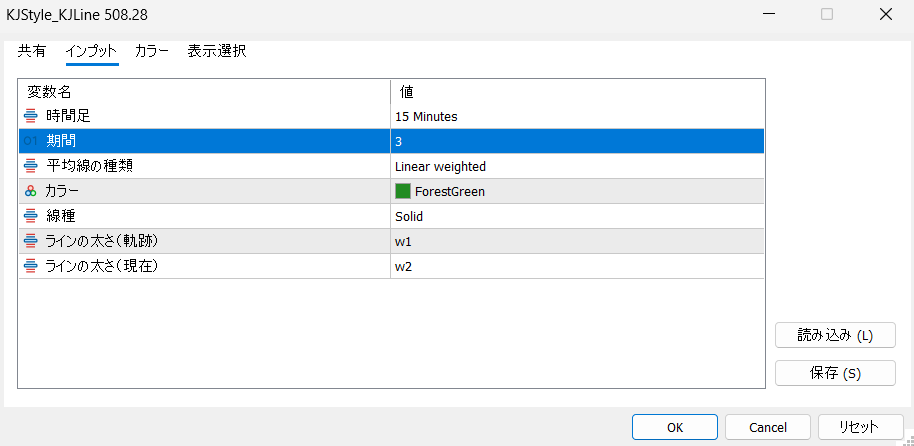 KJStyle_KJLine 508.28
共有 インプット カラー 表示選択
変数名 値
時間足 15 Minutes
01 期間 3
平均線の種類 Linear weighted
カラー ForestGreen
線種 Solid
ラインの太さ(軌跡) w1
ラインの太さ(現在) w2
読み込み (L)
保存 (S)
OK Cancel リセット